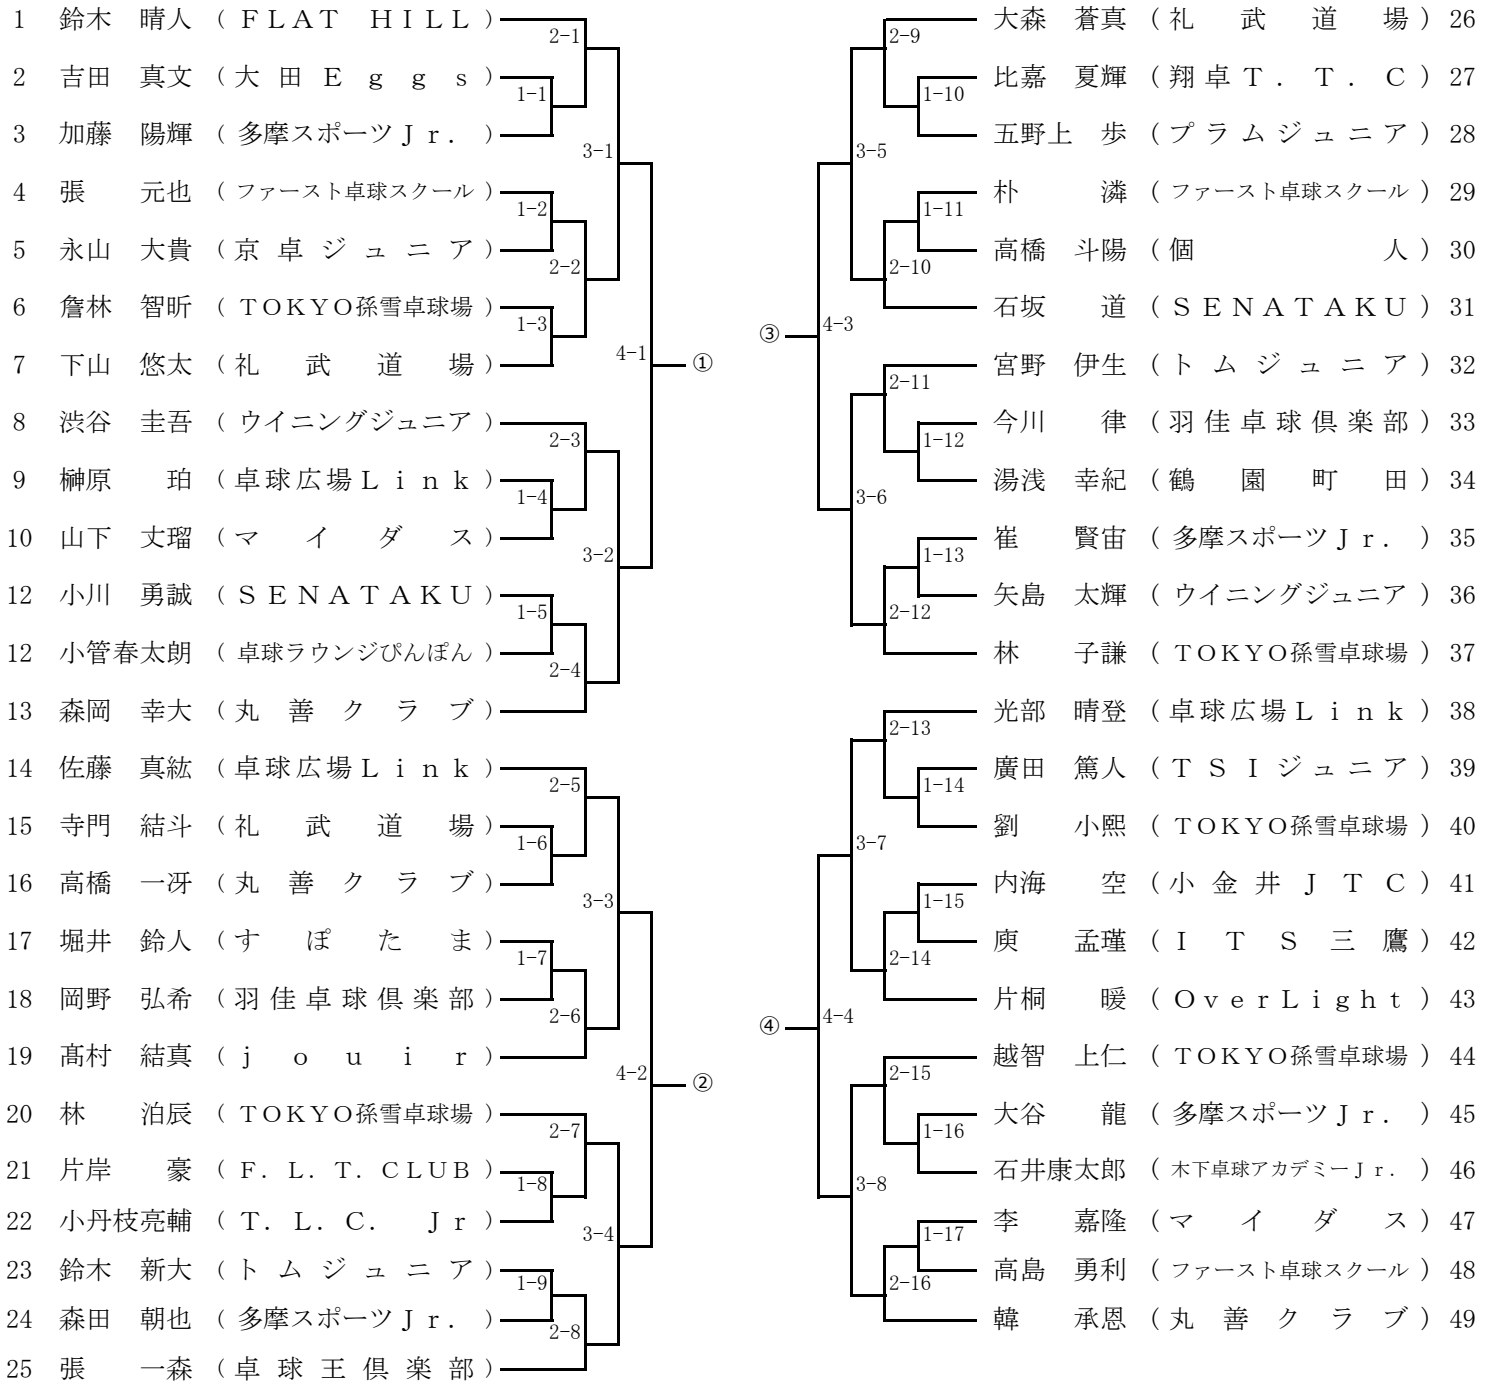 1 鈴木 晴人 （ＦＬＡＴ ＨＩＬＬ）
2-1
2 吉田 真文 （大田Ｅｇｇｓ）
1-1
3 加藤 陽輝 （多摩スポーツＪｒ．）
3-1
4 張 元也 （ファースト卓球スクール）
1-2
5 永山 大貴 （京卓ジュニア）
2-2
6 詹林 智昕 （ＴＯＫＹＯ孫雪卓球場）
1-3
7 下山 悠太 （礼武道場）
4-1
①
8 渋谷 圭吾 （ウイニングジュニア）
2-3
9 榊原 珀 （卓球広場Ｌｉｎｋ）
1-4
10 山下 丈瑠 （マイダス）
3-2
12 小川 勇誠 （ＳＥＮＡＴＡＫＵ）
1-5
12 小管春太朗 （卓球ラウンジぴんぽん）
2-4
13 森岡 幸大 （丸善クラブ）
14 佐藤 真紘 （卓球広場Ｌｉｎｋ）
2-5
15 寺門 結斗 （礼武道場）
1-6
16 高橋 一冴 （丸善クラブ）
3-3
17 堀井 鈴人 （すぽたま）
1-7
18 岡野 弘希 （羽佳卓球倶楽部）
2-6
19 髙村 結真 （ｊｏｕｉｒ）
4-2
②
20 林 泊辰 （ＴＯＫＹＯ孫雪卓球場）
2-7
21 片岸 豪 （Ｆ．Ｌ．Ｔ．ＣＬＵＢ）
1-8
22 小丹枝亮輔 （Ｔ．Ｌ．Ｃ． Ｊｒ）
3-4
23 鈴木 新大 （トムジュニア）
1-9
24 森田 朝也 （多摩スポーツＪｒ．）
2-8
25 張 一森 （卓球王倶楽部）
大森 蒼真 （礼武道場） 26
2-9
比嘉 夏輝 （翔卓Ｔ．Ｔ．Ｃ） 27
1-10
五野上 歩 （プラムジュニア） 28
3-5
朴 潾 （ファースト卓球スクール） 29
1-11
高橋 斗陽 （個人） 30
2-10
石坂 道 （ＳＥＮＡＴＡＫＵ） 31
③
4-3
宮野 伊生 （トムジュニア） 32
2-11
今川 律 （羽佳卓球倶楽部） 33
1-12
湯浅 幸紀 （鶴園町田） 34
3-6
崔 賢宙 （多摩スポーツＪｒ．） 35
1-13
矢島 太輝 （ウイニングジュニア） 36
2-12
林 子謙 （ＴＯＫＹＯ孫雪卓球場） 37
光部 晴登 （卓球広場Ｌｉｎｋ） 38
2-13
廣田 篤人 （ＴＳＩジュニア） 39
1-14
劉 小熙 （ＴＯＫＹＯ孫雪卓球場） 40
3-7
内海 空 （小金井ＪＴＣ） 41
1-15
庾 孟瑾 （ＩＴＳ三鷹） 42
2-14
片桐 暖 （ＯｖｅｒＬｉｇｈｔ） 43
④
4-4
越智 上仁 （ＴＯＫＹＯ孫雪卓球場） 44
2-15
大谷 龍 （多摩スポーツＪｒ．） 45
1-16
石井康太郎 （木下卓球アカデミーＪｒ．） 46
3-8
李 嘉隆 （マイダス） 47
1-17
高島 勇利 （ファースト卓球スクール） 48
2-16
韓 承恩 （丸善クラブ） 49